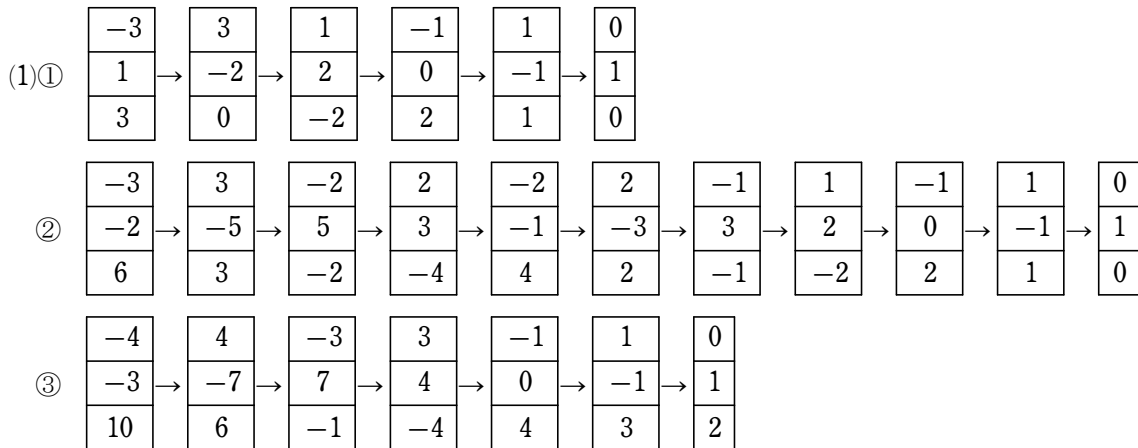 −3 3 1 −1 1 0
(1)① 1 → −2 → 2 → 0 → −1 → 1
3 0 −2 2 1 0
−3 3 −2 2 −2 2 −1 1 −1 1 0
② −2 → −5 → 5 → 3 → −1 → −3 → 3 → 2 → 0 → −1 → 1
6 3 −2 −4 4 2 −1 −2 2 1 0
−4 4 −3 3 −1 1 0
③ −3 → −7 → 7 → 4 → 0 → −1 → 1
10 6 −1 −4 4 3 2